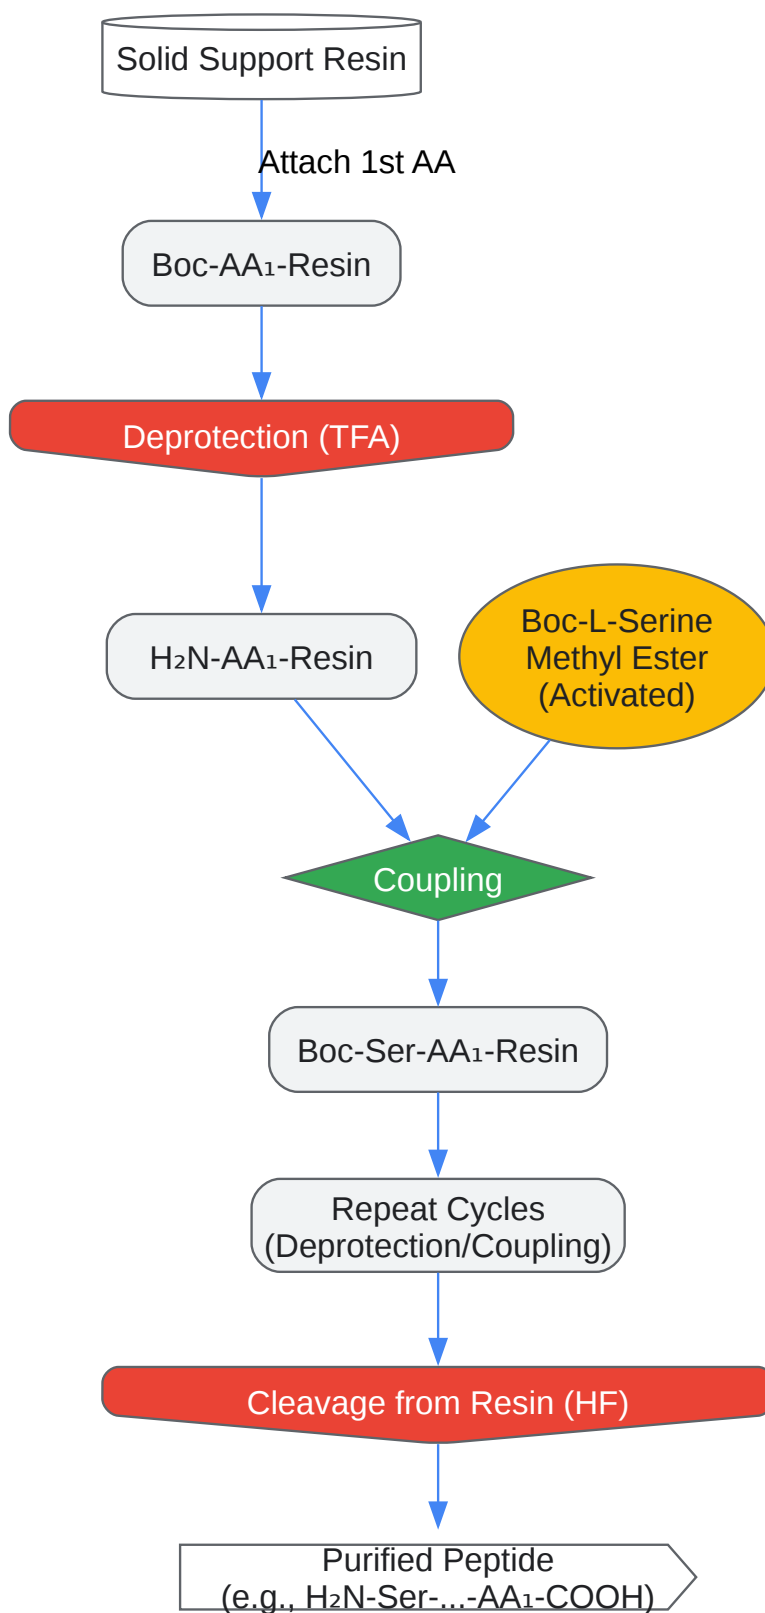 Solid Support Resin
Attach 1st AA
Boc-AA₁-Resin
Deprotection (TFA)
H₂N-AA₁-Resin
Boc-L-Serine
Methyl Ester
(Activated)
Coupling
Boc-Ser-AA₁-Resin
Repeat Cycles
(Deprotection/Coupling)
Cleavage from Resin (HF)
Purified Peptide
(e.g., H₂N-Ser-...-AA₁-COOH)